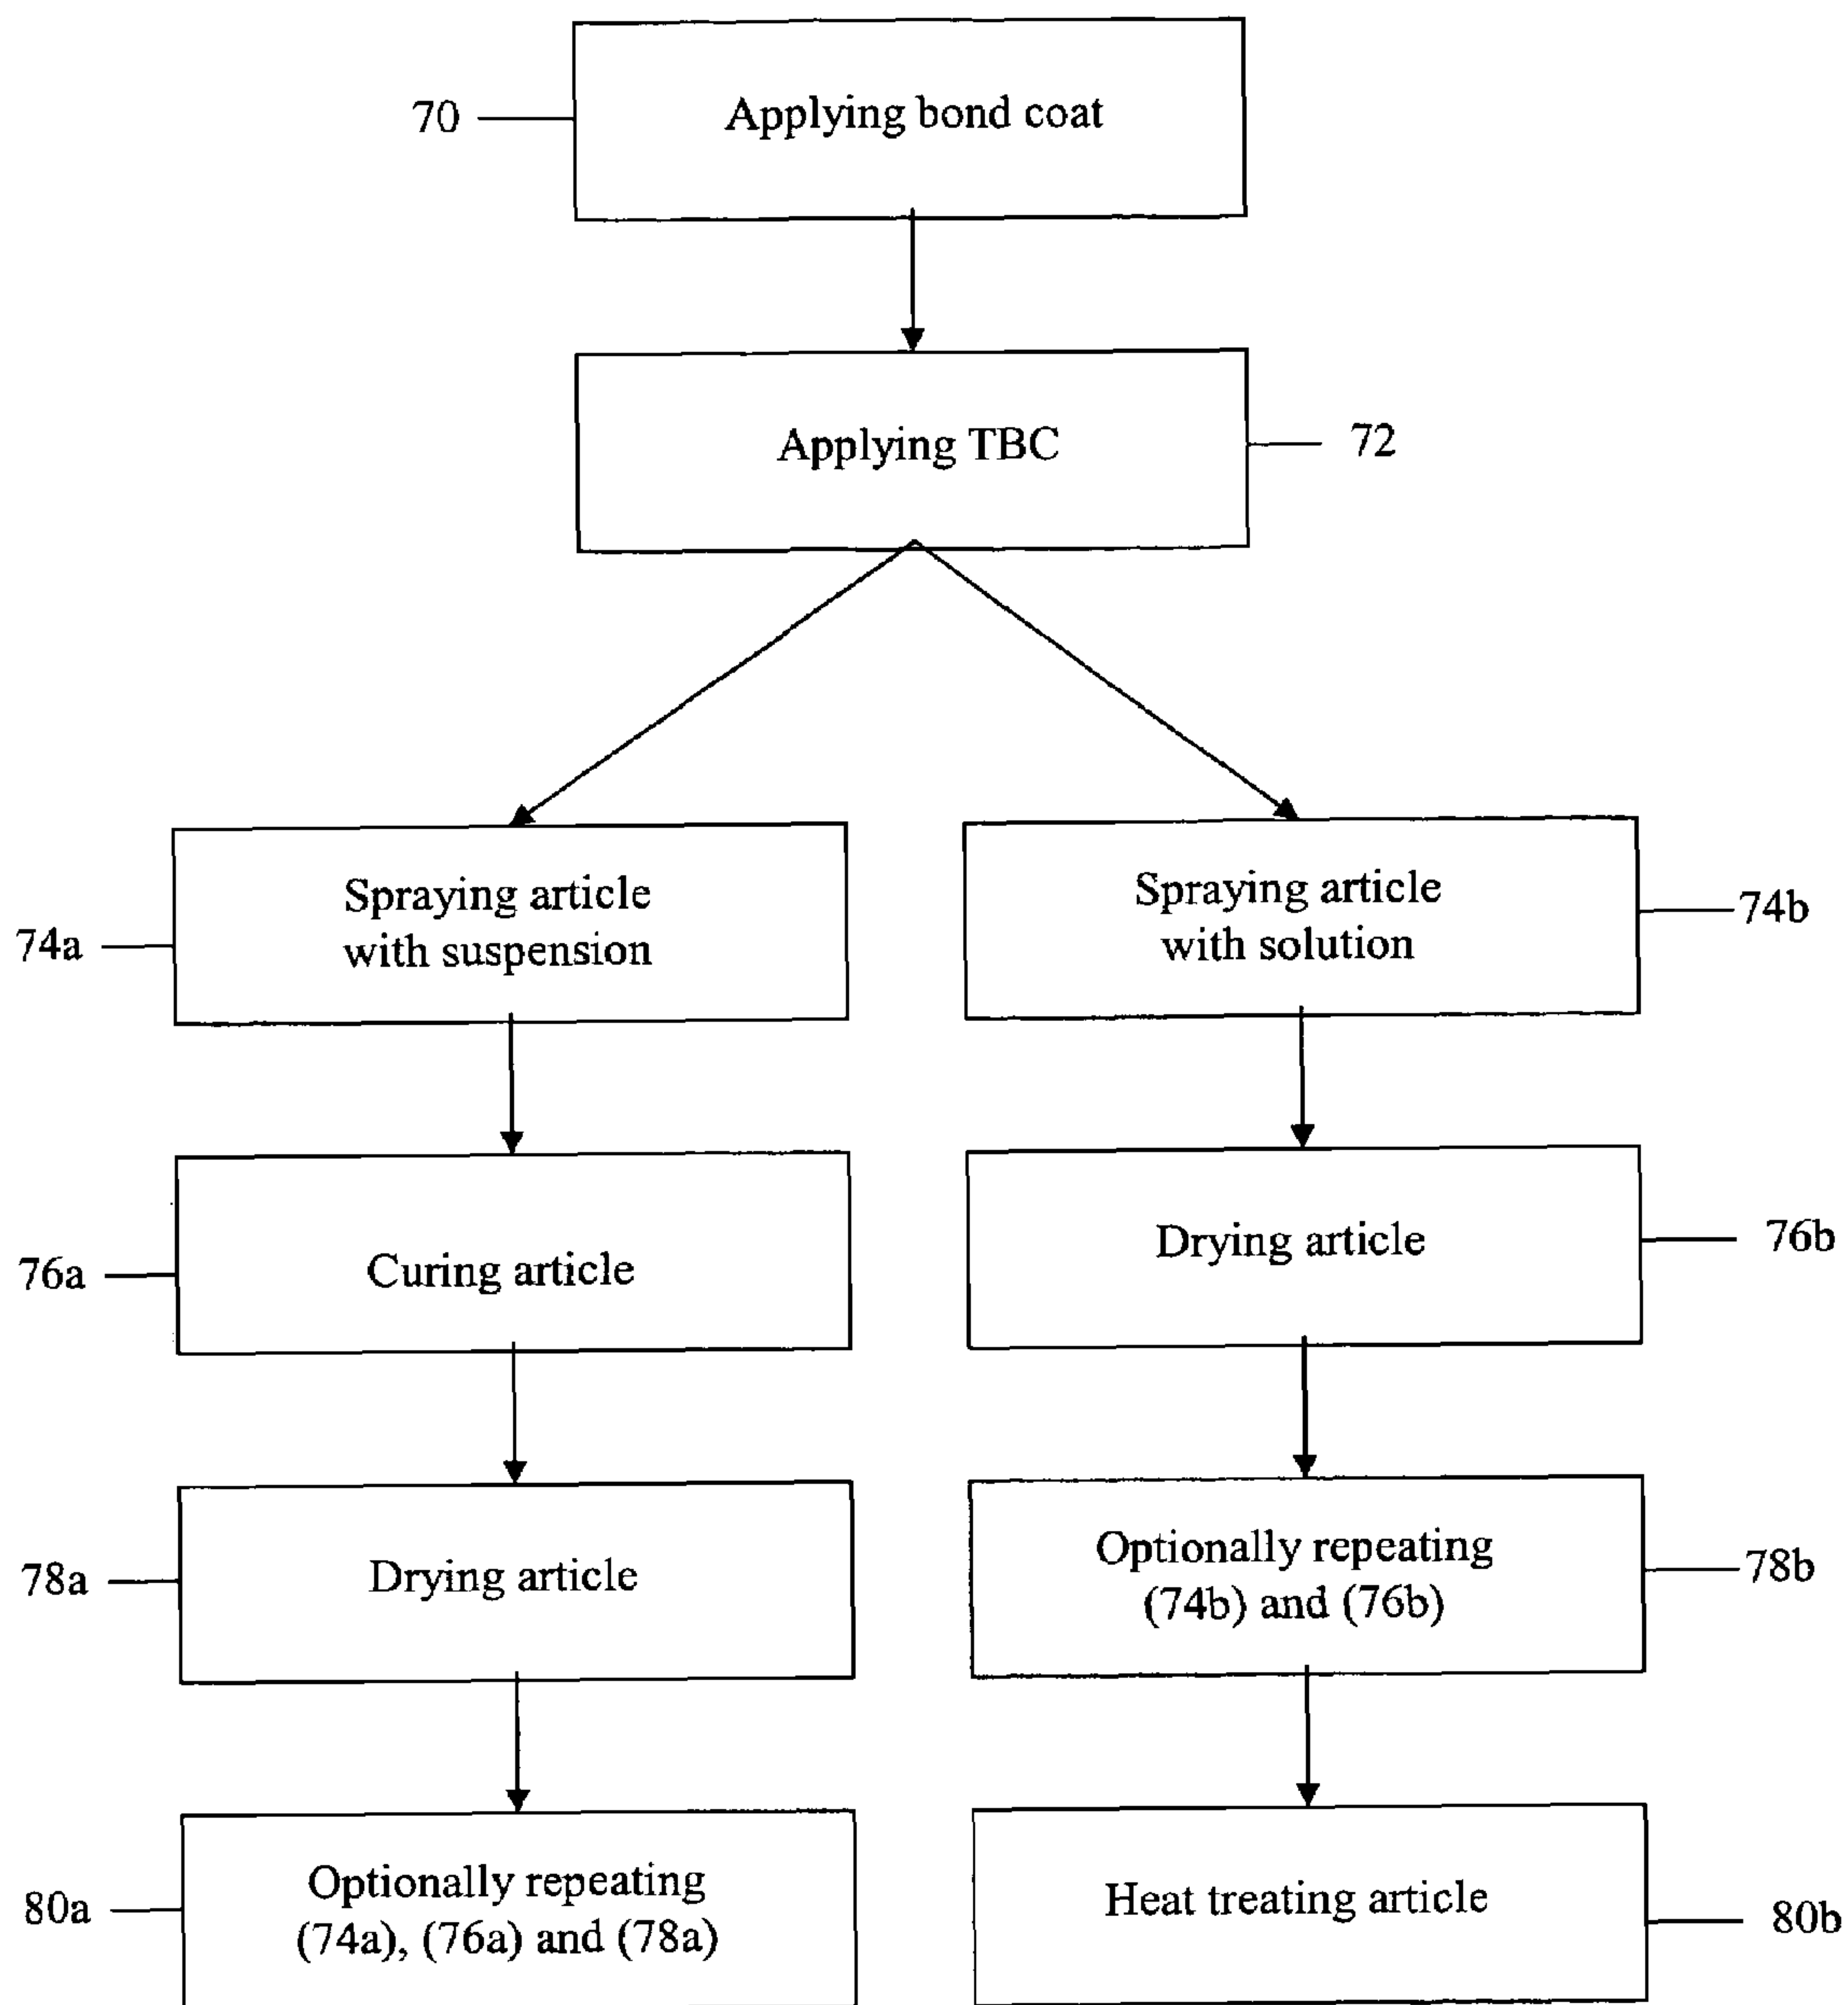 70
Applying bond coat
Applying TBC
72
Spraying article
with suspension
74a
Spraying article
with solution
74b
Curing article
76a
Drying article
76b
Drying article
78a
Optionally repeating
(74b) and (76b)
78b
Optionally repeating
(74a), (76a) and (78a)
80a
Heat treating article
80b